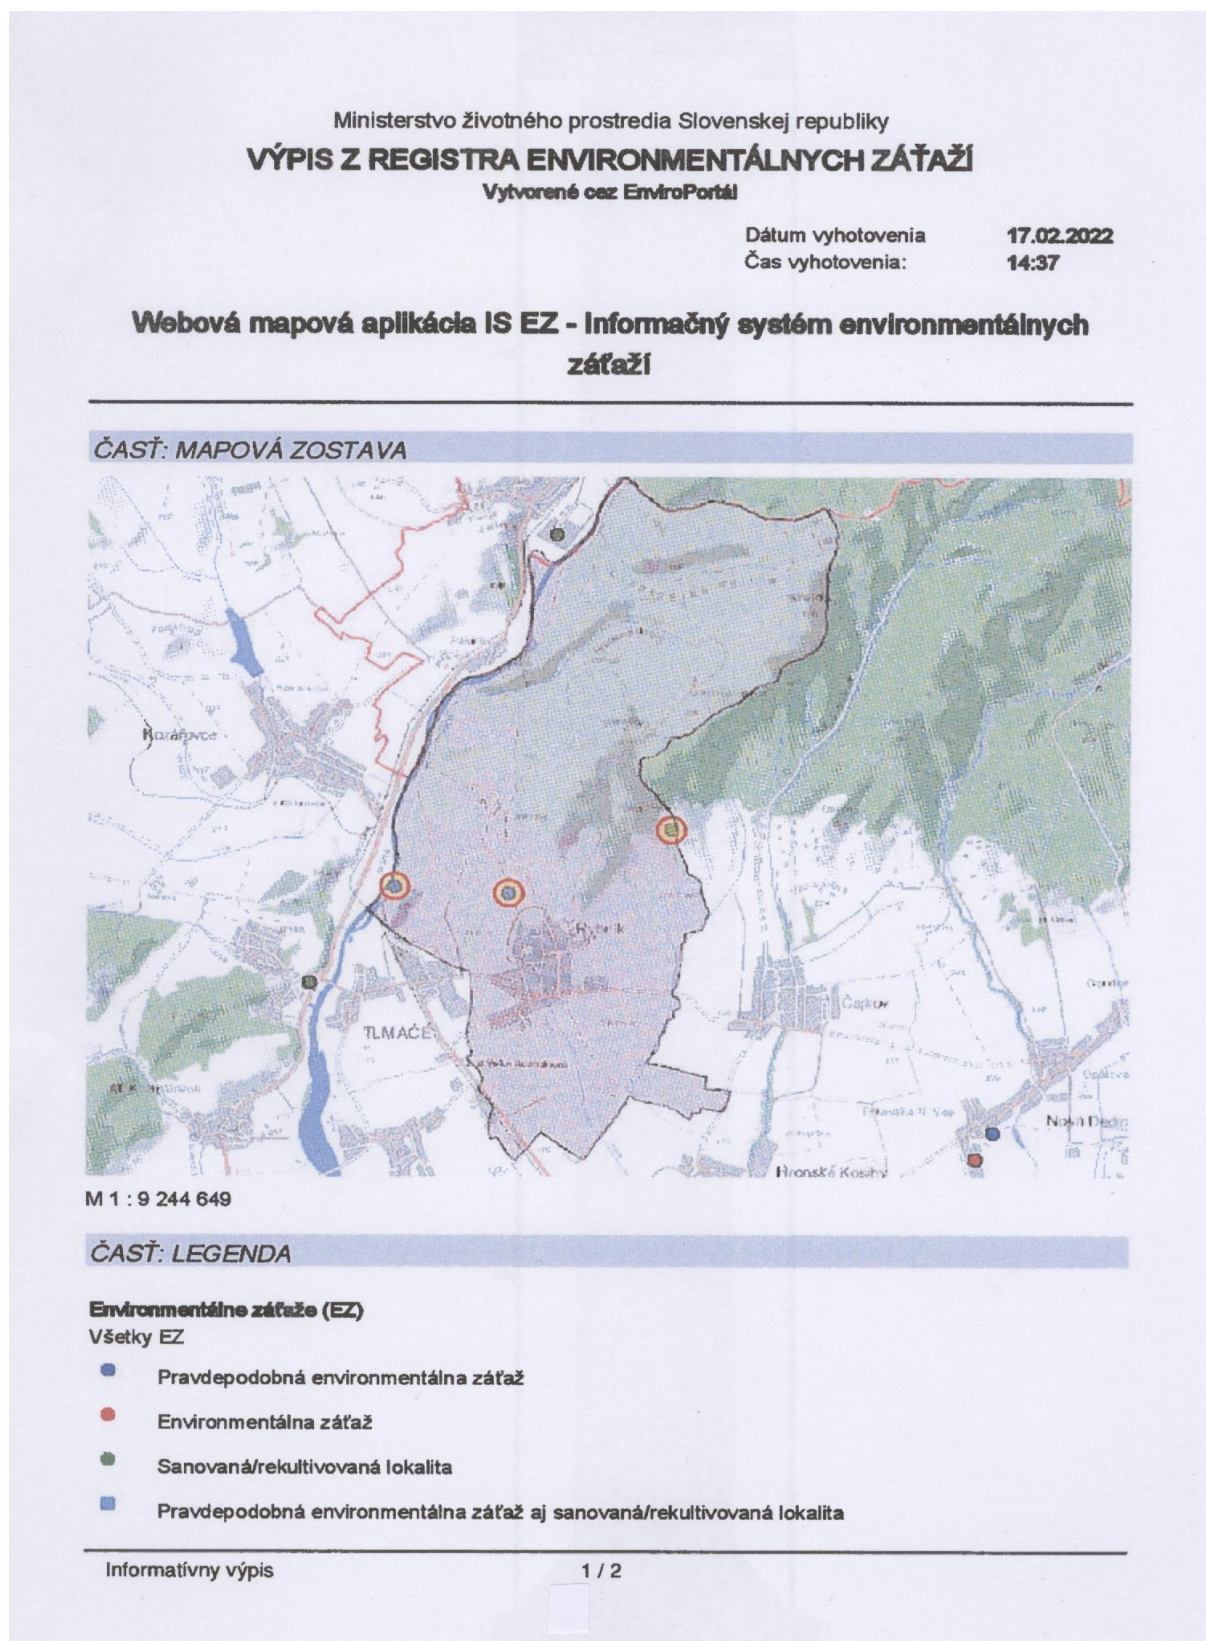 Ministerstvo životného prostredia Slovenskej republiky
VÝPIS Z REGISTRA ENVIRONMENTÁLNYCH ZÁŤAŽÍ
Vytvorené cez EnviroPortál
Dátum vyhotovenia 17.02.2022
Čas vyhotovenia: 14:37
Webová mapová aplikácia IS EZ - Informačný systém environmentálnych
záťaží
ČASŤ: MAPOVÁ ZOSTAVA
Kozárovce
Rybník
Čajkov
TLMAČE
Hronské Kosihy
M 1 : 9 244 649
ČASŤ: LEGENDA
Environmentálne záťaže (EZ)
Všetky EZ
Pravdepodobná environmentálna záťaž
Environmentálna záťaž
Sanovaná/rekultivovaná lokalita
Pravdepodobná environmentálna záťaž aj sanovaná/rekultivovaná lokalita
Informatívny výpis 1 / 2